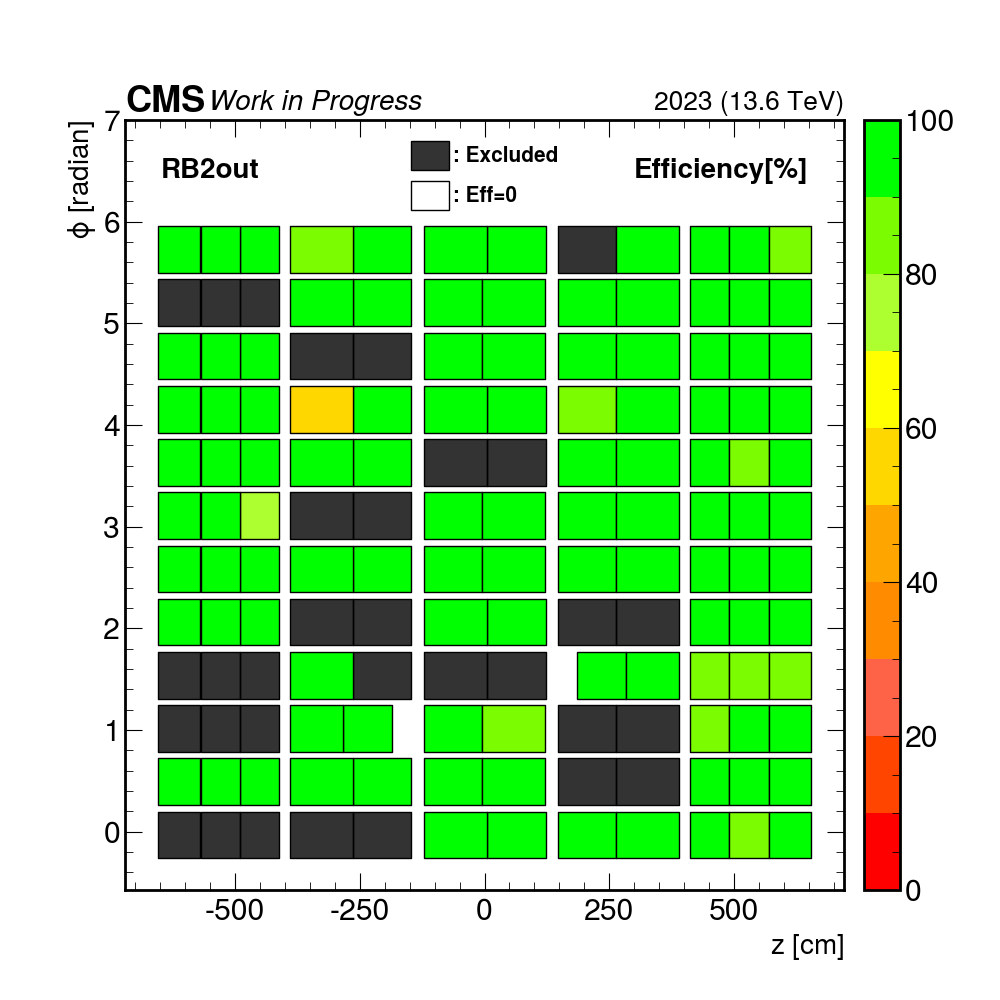 CMS Work in Progress 2023 (13.6 TeV)
RB2out
: Excluded
: Eff=0
Efficiency[%]
ϕ [radian]
7
6
5
4
3
2
1
0
-500 -250 0 250 500
z [cm]
100
80
60
40
20
0